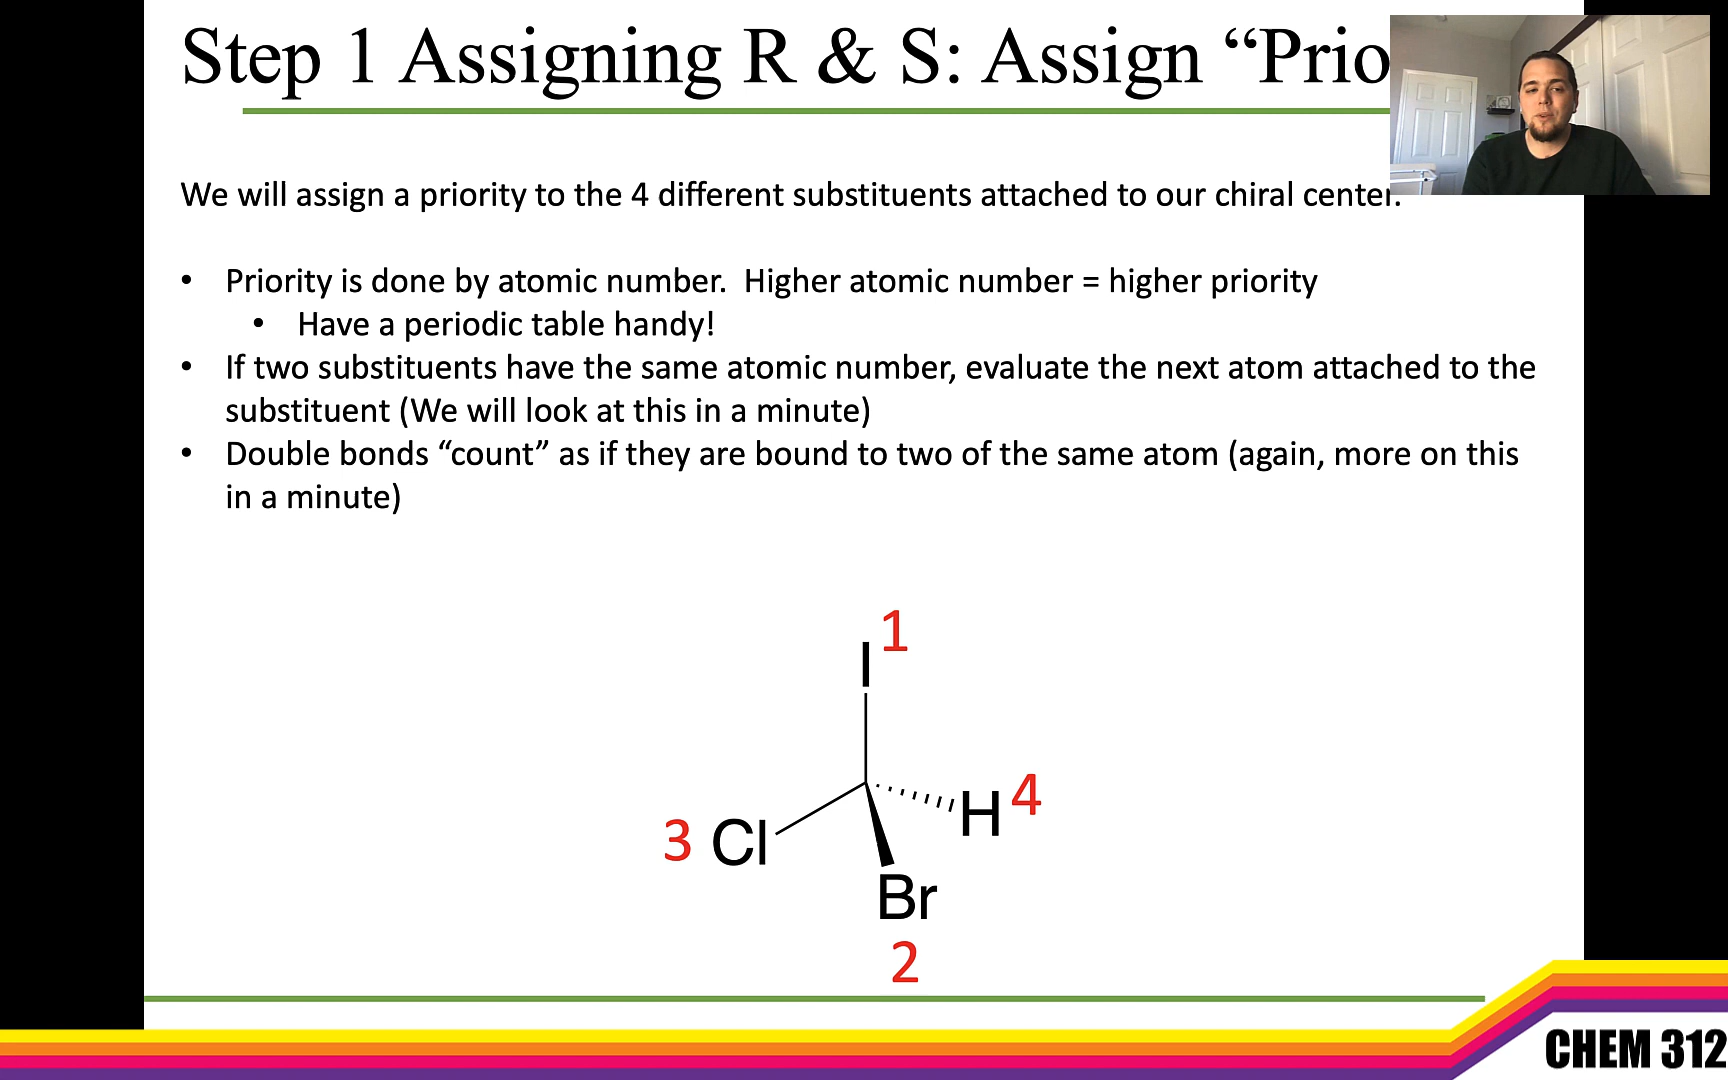 Step 1 Assigning R & S: Assign “Prio
We will assign a priority to the 4 different substituents attached to our chiral center.
• Priority is done by atomic number.  Higher atomic number = higher priority
• Have a periodic table handy!
• If two substituents have the same atomic number, evaluate the next atom attached to the
substituent (We will look at this in a minute)
• Double bonds “count” as if they are bound to two of the same atom (again, more on this
in a minute)
1
I
H 4
3 Cl
Br
2
CHEM 312